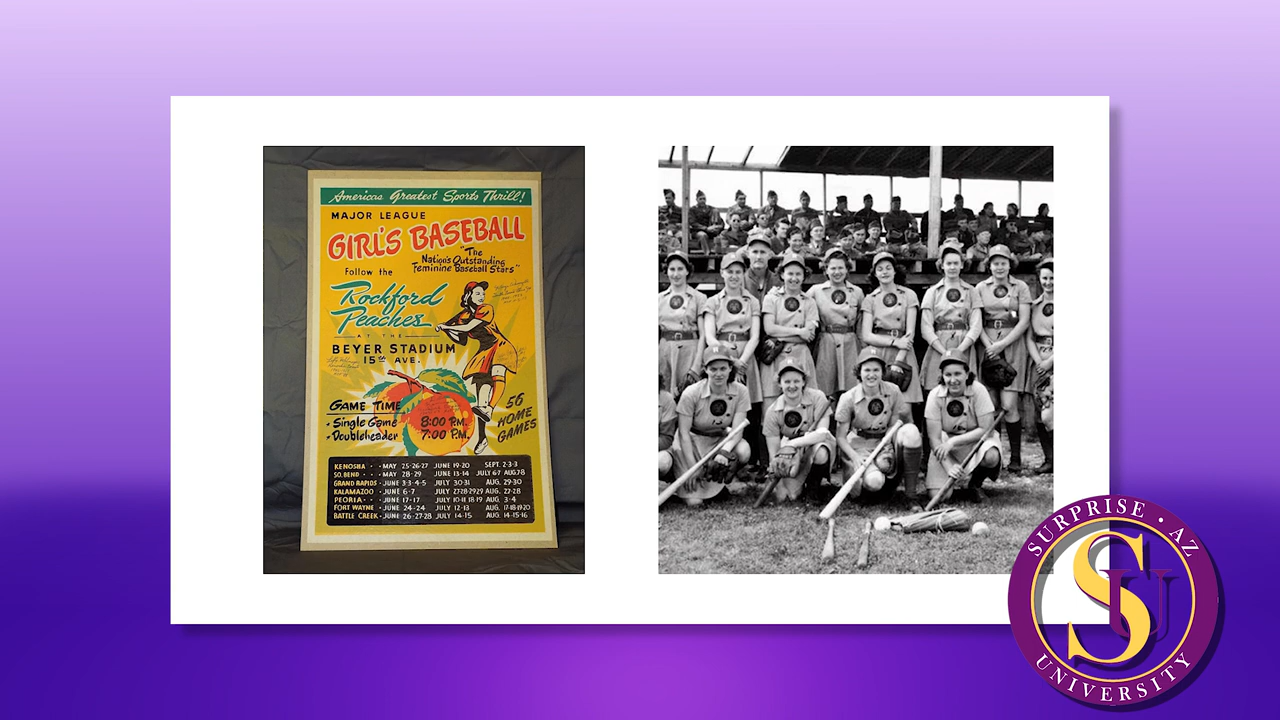 Americas Greatest Sports Thrill!
MAJOR LEAGUE
GIRL'S BASEBALL
"The
Nation's Outstanding
Feminine Baseball Stars"
Follow the
Rockford
Peaches
AT THE
BEYER STADIUM
15th AVE.
GAME TIME
• Single Game 8:00 P.M.
• Doubleheader 7:00 P.M.
56
HOME
GAMES
KENOSHA · · MAY 25-26-27 JUNE 19-20 SEPT. 2-3-3
SO. BEND · · MAY 28-29 JUNE 13-14 JULY 6-7 AUG. 7-8
GRAND RAPIDS · JUNE 3-3-4-5 JULY 30-31 AUG. 29-30
KALAMAZOO · JUNE 6-7 JULY 27-28-29-29 AUG. 27-28
PEORIA · · JUNE 17-17 JULY 10-11-18-19 AUG. 3-4
FORT WAYNE · JUNE 24-24 JULY 12-13 AUG. 17-18-19-20
BATTLE CREEK · JUNE 26-27-28 JULY 14-15 AUG. 14-15-16
SURPRISE • AZ
SU
UNIVERSITY